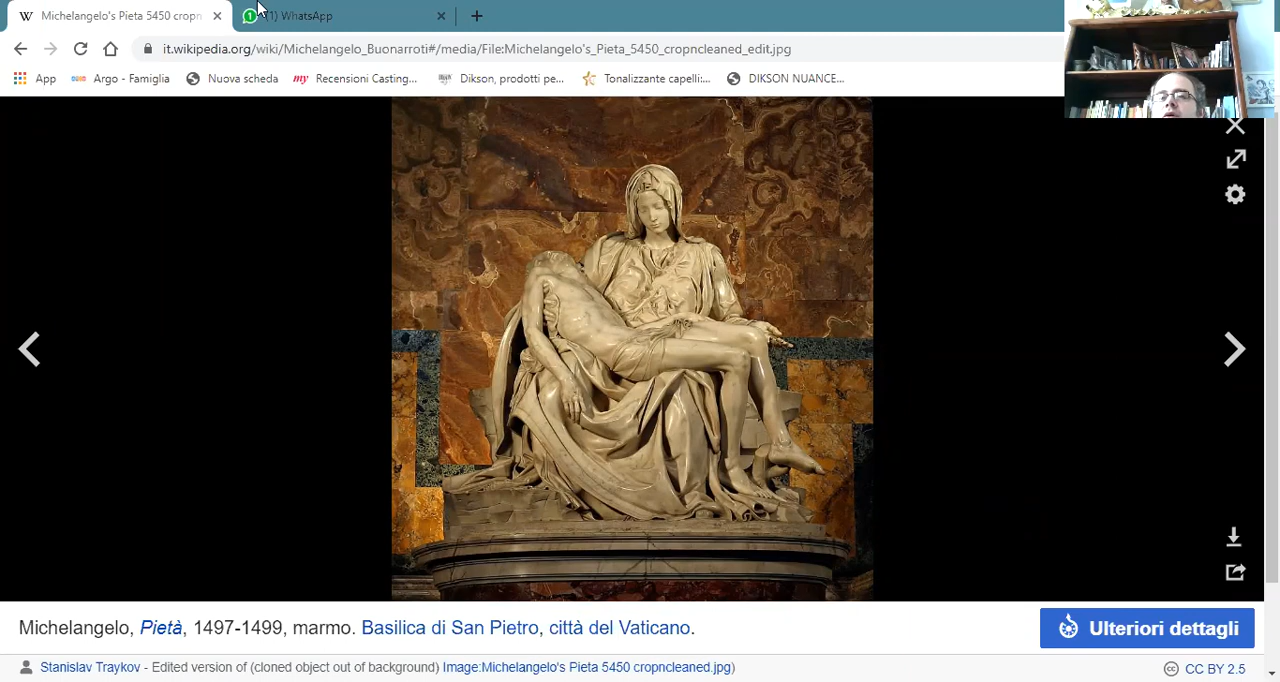 Michelangelo's Pieta 5450 cropn
(1) WhatsApp
it.wikipedia.org/wiki/Michelangelo_Buonarroti#/media/File:Michelangelo's_Pieta_5450_cropncleaned_edit.jpg
App Argo - Famiglia Nuova scheda my Recensioni Casting... Dikson, prodotti pe... Tonalizzante capelli:... DIKSON NUANCE...
Michelangelo, Pietà, 1497-1499, marmo. Basilica di San Pietro, città del Vaticano.
Ulteriori dettagli
Stanislav Traykov - Edited version of (cloned object out of background) Image:Michelangelo's Pieta 5450 cropncleaned.jpg)
CC BY 2.5